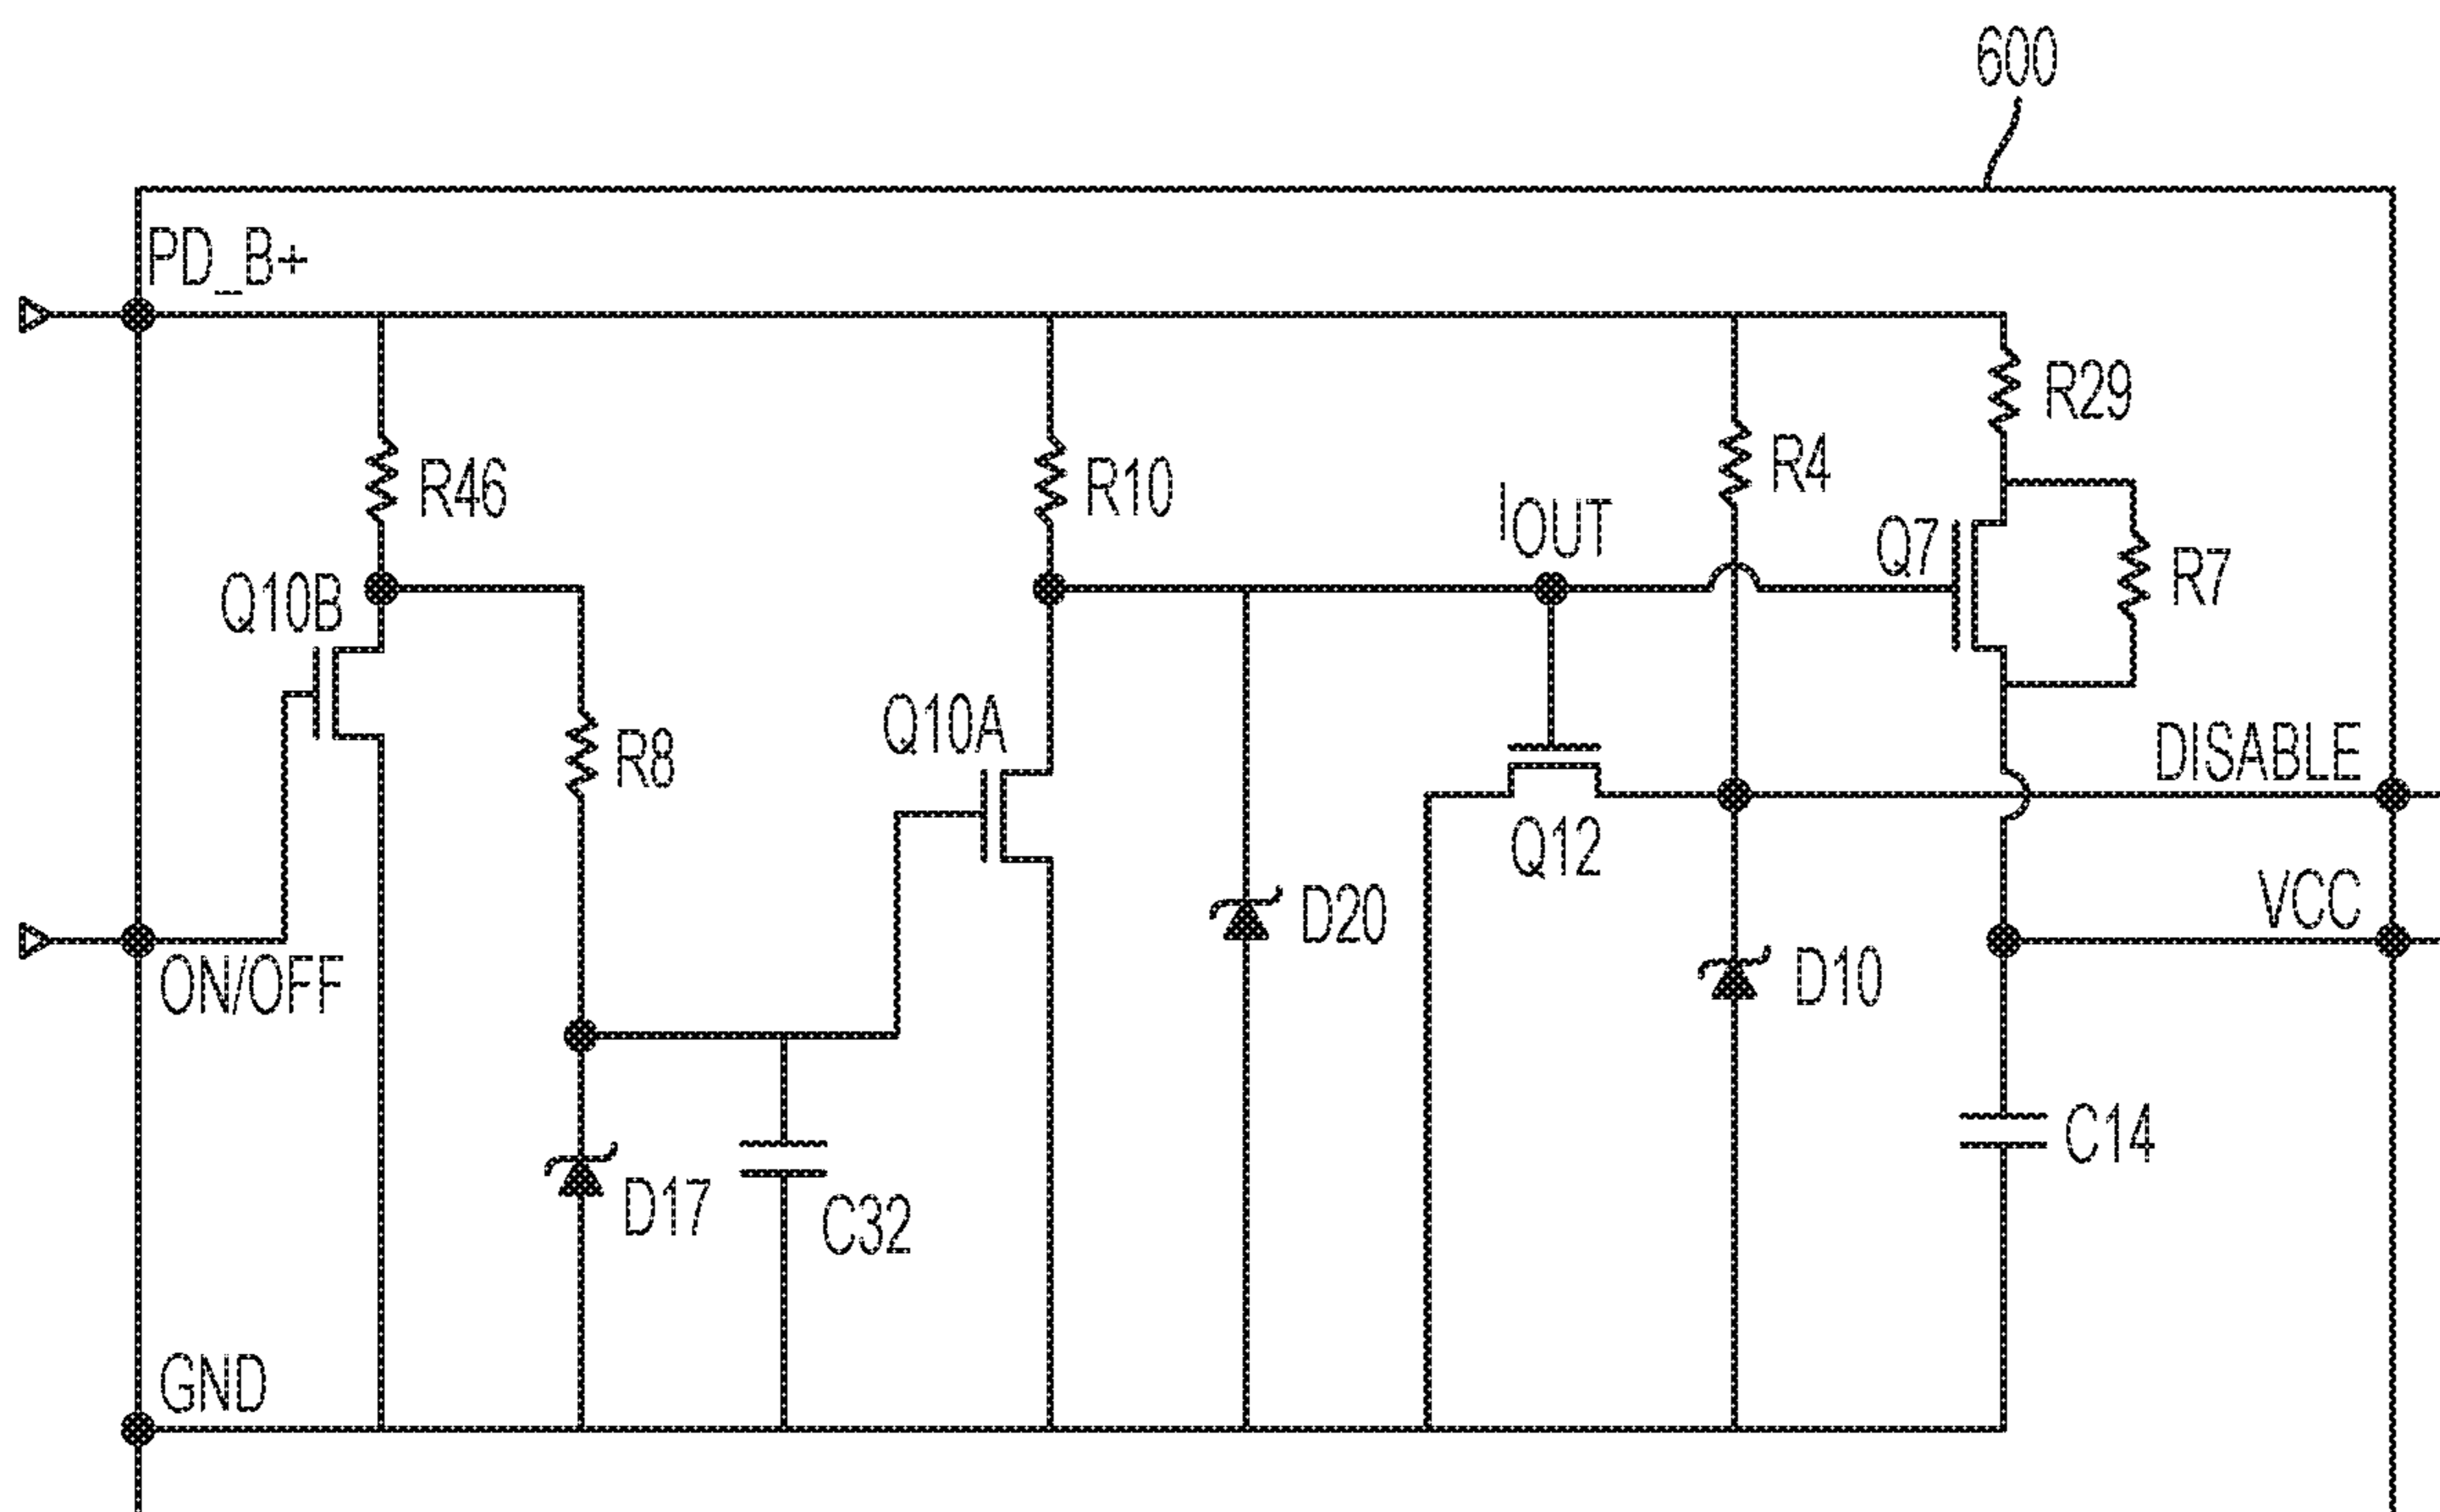 600
PD_B+
R29
R46
R10
R4
IOUT
Q7
R7
Q10B
Q10A
R8
DISABLE
Q12
VCC
D20
ON/OFF
D10
C14
D17
C32
GND